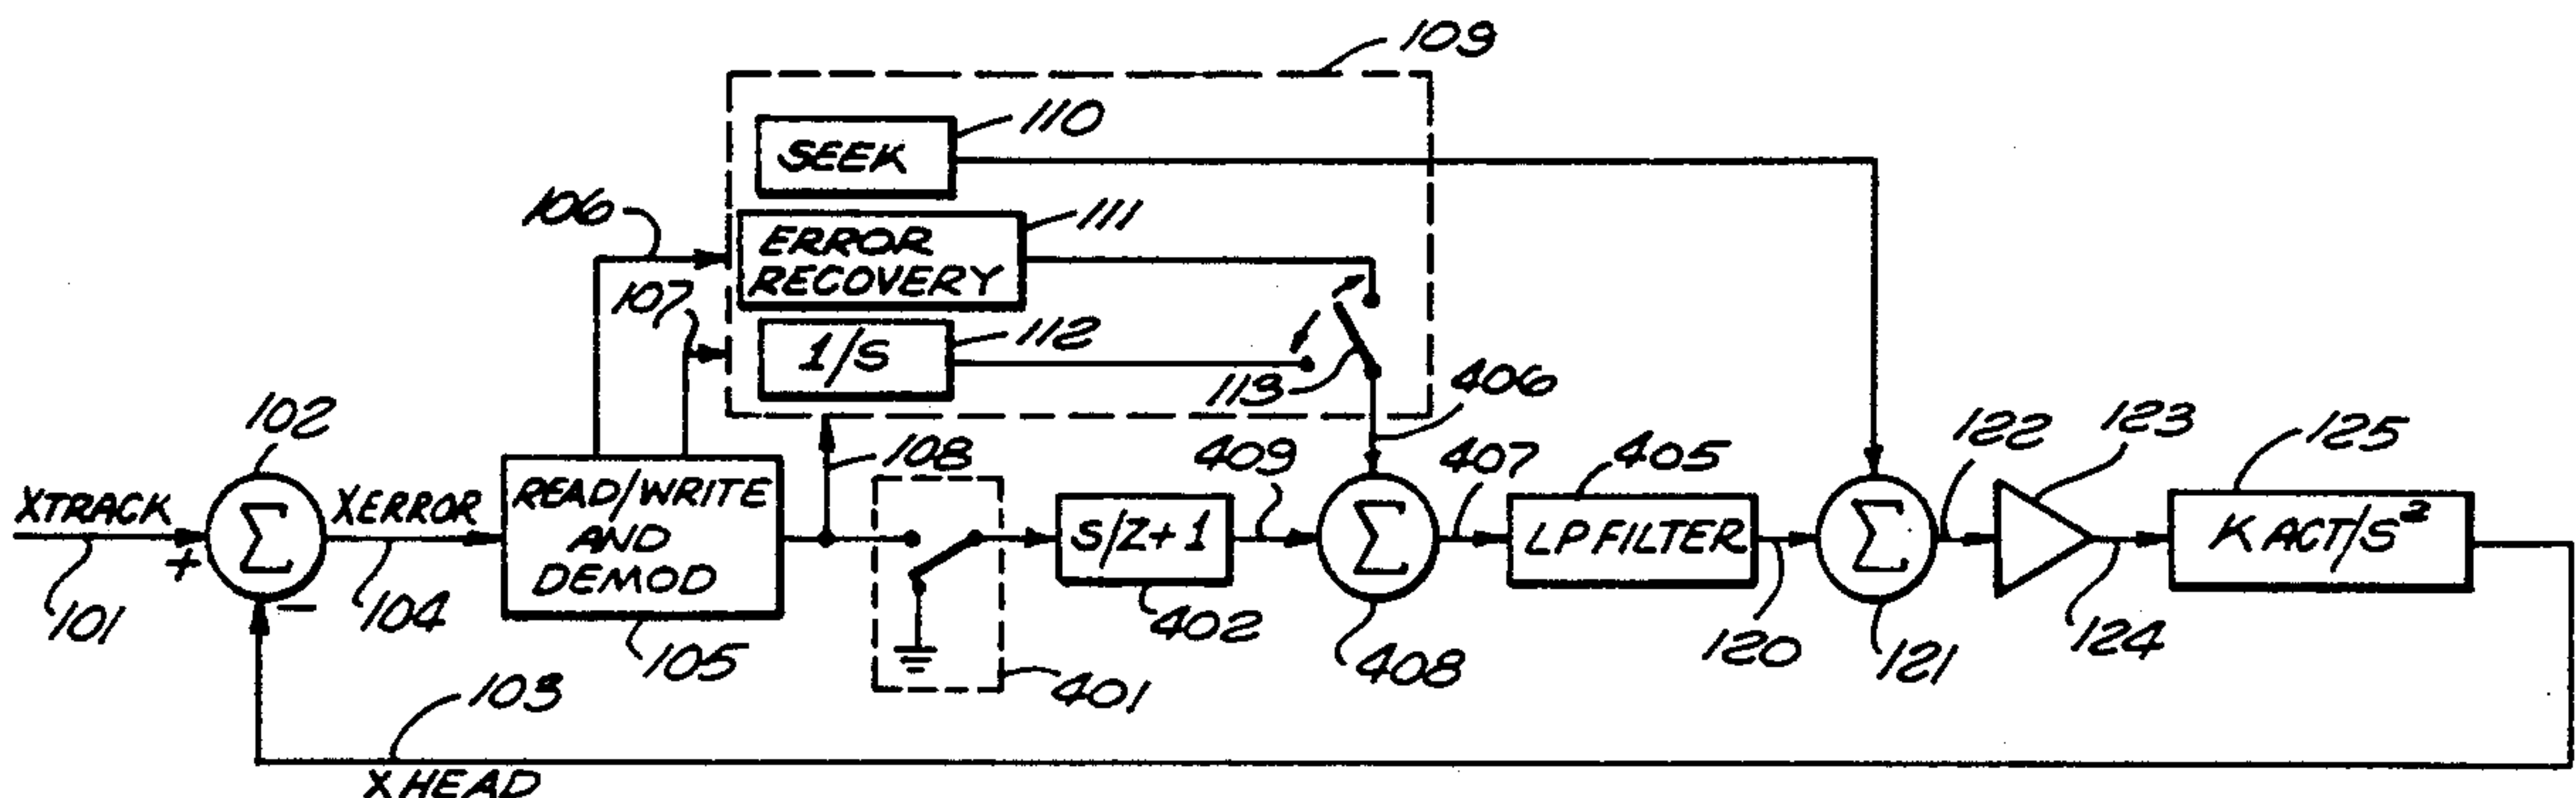 109
SEEK
110
106
ERROR
RECOVERY
111
107
1/S
112
113
406
102
XTRACK
+
Σ
−
101
XERROR
104
READ/WRITE
AND
DEMOD
105
108
401
S/Z+1
402
409
Σ
408
407
LP FILTER
405
120
Σ
121
122
123
124
K ACT/S²
125
103
X HEAD